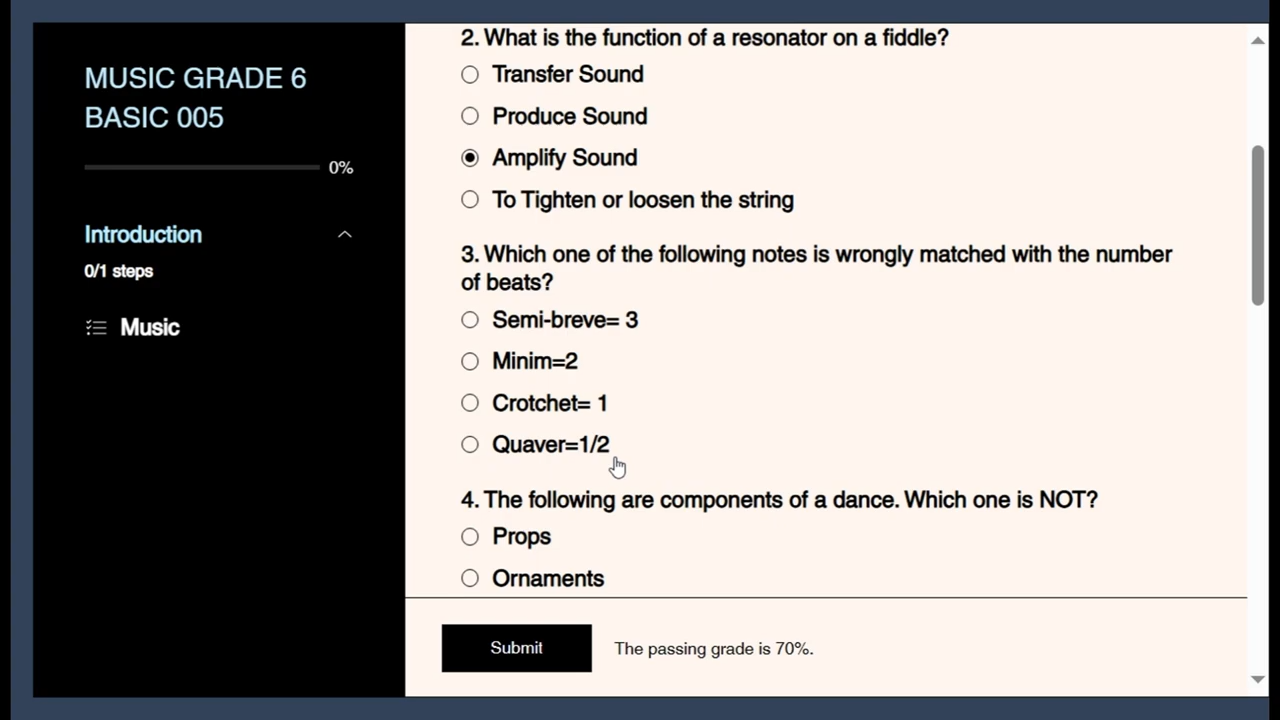 MUSIC GRADE 6
BASIC 005
0%
Introduction
0/1 steps
Music
2. What is the function of a resonator on a fiddle?
Transfer Sound
Produce Sound
Amplify Sound
To Tighten or loosen the string
3. Which one of the following notes is wrongly matched with the number
of beats?
Semi-breve= 3
Minim=2
Crotchet= 1
Quaver=1/2
4. The following are components of a dance. Which one is NOT?
Props
Ornaments
Submit
The passing grade is 70%.